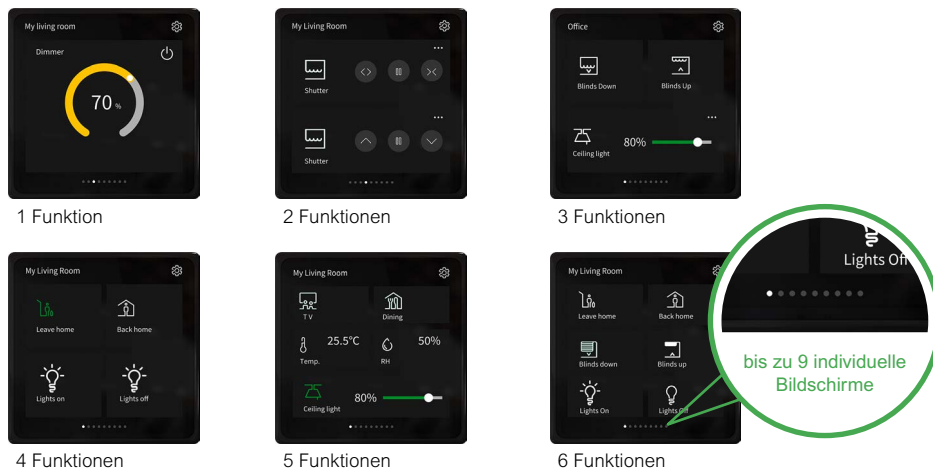 My living room
Dimmer
70 %
1 Funktion
My Living Room
Shutter
Shutter
2 Funktionen
Office
Blinds Down
Blinds Up
Ceiling light
80%
3 Funktionen
My Living Room
Leave home
Back home
Lights on
Lights off
4 Funktionen
My Living Room
TV
Dining
25.5°C
50%
Temp.
RH
Ceiling light
80%
5 Funktionen
My Living Room
Leave home
Back home
Blinds down
Blinds up
Lights On
Lights Off
6 Funktionen
Lights Off
bis zu 9 individuelle
Bildschirme